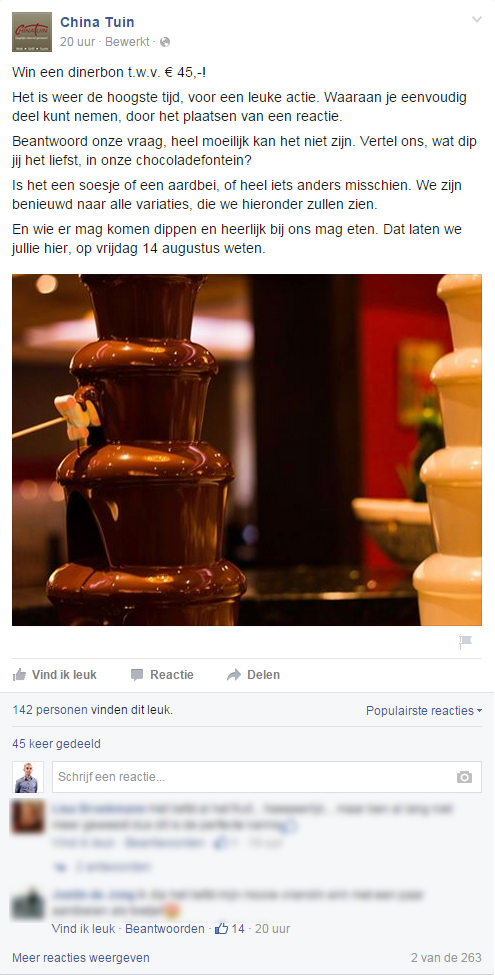 China Tuin
20 uur · Bewerkt ·
Win een dinerbon t.w.v. € 45,-!
Het is weer de hoogste tijd, voor een leuke actie. Waaraan je eenvoudig
deel kunt nemen, door het plaatsen van een reactie.
Beantwoord onze vraag, heel moeilijk kan het niet zijn. Vertel ons, wat dip
jij het liefst, in onze chocoladefontein?
Is het een soesje of een aardbei, of heel iets anders misschien. We zijn
benieuwd naar alle variaties, die we hieronder zullen zien.
En wie er mag komen dippen en heerlijk bij ons mag eten. Dat laten we
jullie hier, op vrijdag 14 augustus weten.
Vind ik leuk Reactie Delen
142 personen vinden dit leuk. Populairste reacties
45 keer gedeeld
Schrijf een reactie...
2 antwoorden
Vind ik leuk · Beantwoorden · 14 · 20 uur
Meer reacties weergeven 2 van de 263